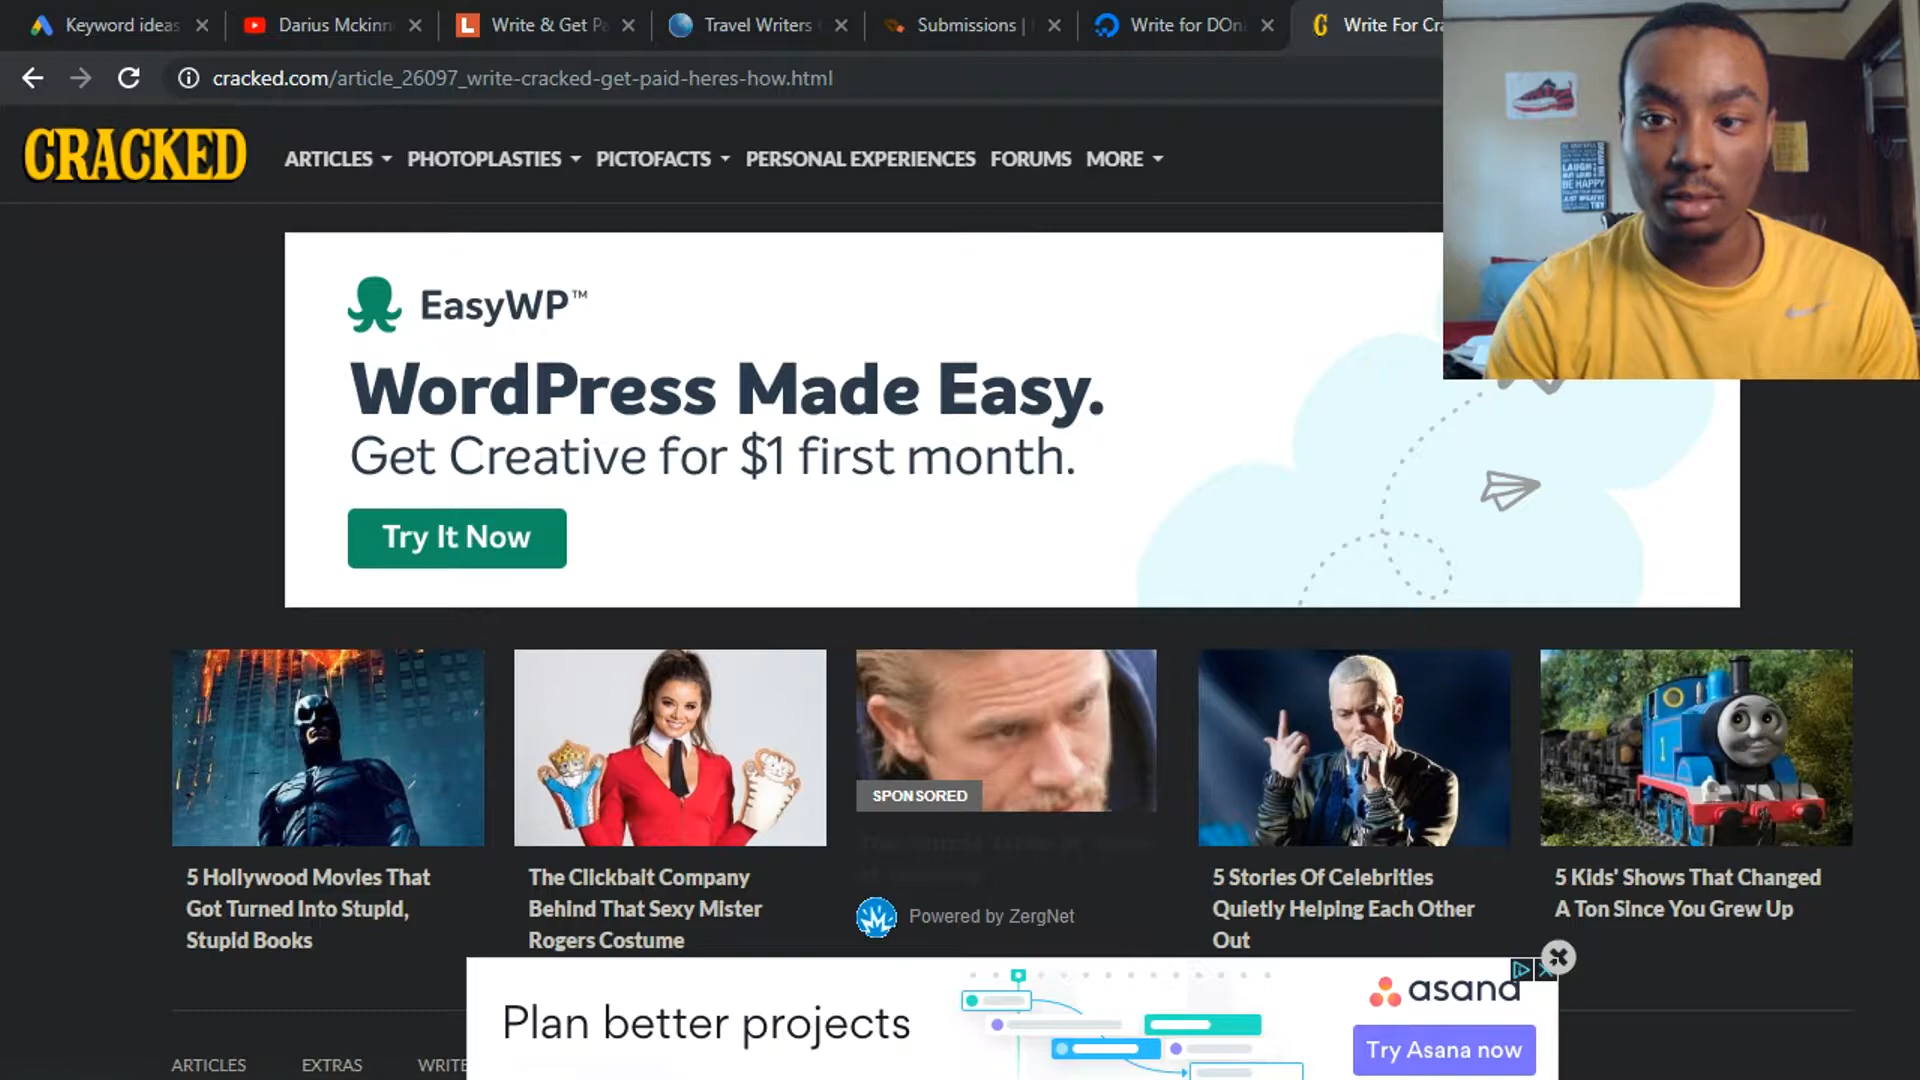 Keyword ideas
Darius Mckinn
Write & Get Pa
Travel Writers
Submissions |
Write for DOn
Write For Cra
cracked.com/article_26097_write-cracked-get-paid-heres-how.html
CRACKED
ARTICLES
PHOTOPLASTIES
PICTOFACTS
PERSONAL EXPERIENCES
FORUMS
MORE
LAUGH
BE HAPPY
EasyWP™
WordPress Made Easy.
Get Creative for $1 first month.
Try It Now
SPONSORED
5 Hollywood Movies That
Got Turned Into Stupid,
Stupid Books
The Clickbait Company
Behind That Sexy Mister
Rogers Costume
Powered by ZergNet
5 Stories Of Celebrities
Quietly Helping Each Other
Out
5 Kids' Shows That Changed
A Ton Since You Grew Up
Plan better projects
asana
Try Asana now
ARTICLES
EXTRAS
WRITE